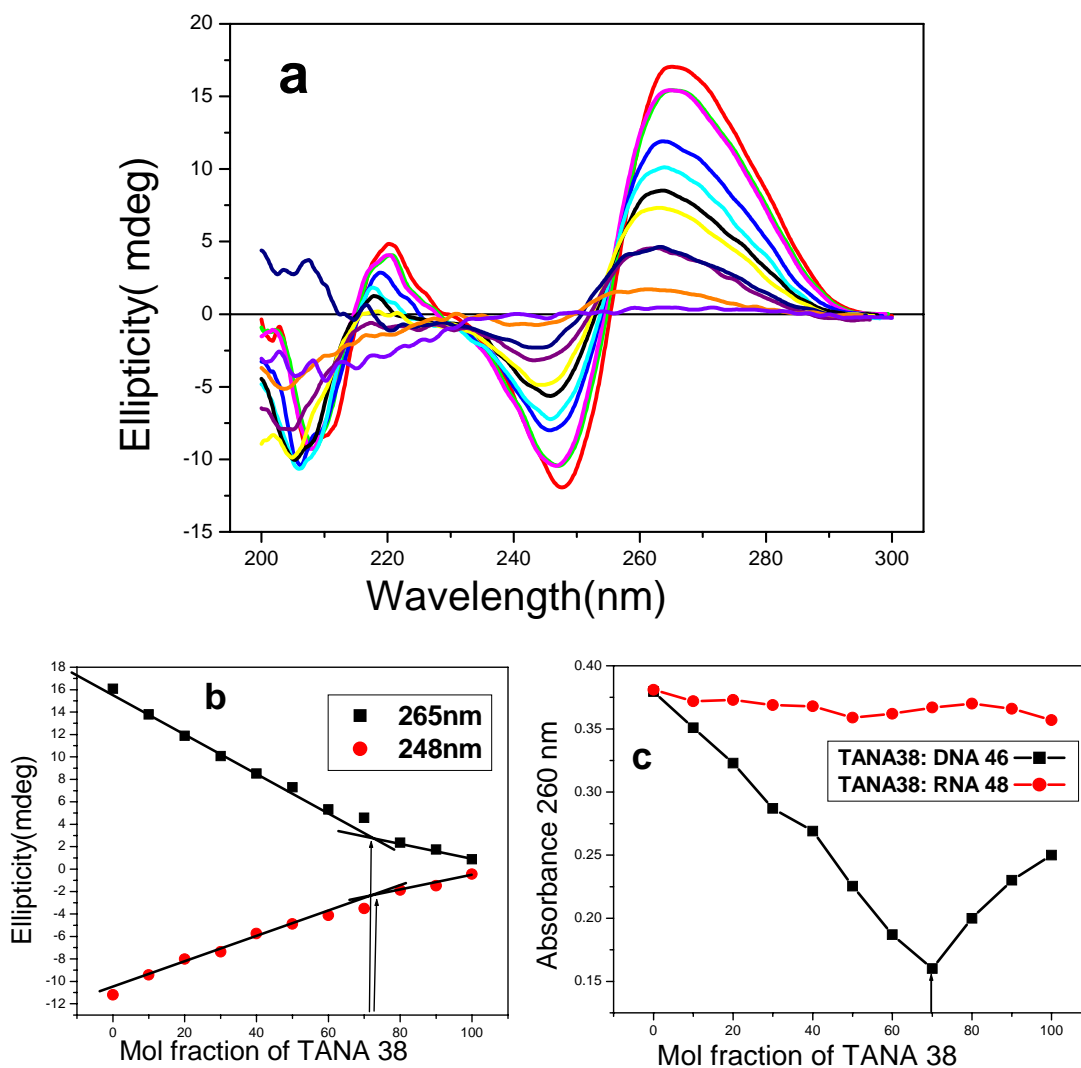 a
20
15
10
5
0
-5
-10
-15
Ellipticity( mdeg)
200 220 240 260 280 300
Wavelength(nm)
b
18
16
14
12
10
8
6
4
2
0
-2
-4
-6
-8
-10
-12
Ellipticity(mdeg)
265nm
248nm
0 20 40 60 80 100
Mol fraction of TANA 38
c
0.40
0.35
0.30
0.25
0.20
0.15
Absorbance 260 nm
TANA38: DNA 46
TANA38: RNA 48
0 20 40 60 80 100
Mol fraction of TANA 38